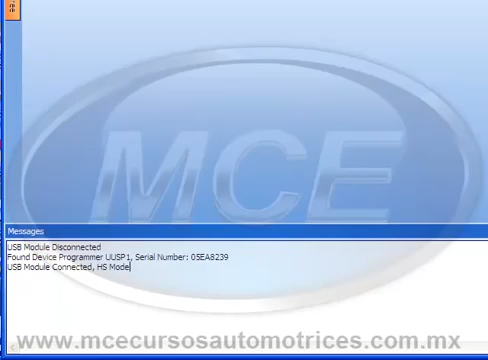 MCE
Messages
USB Module Disconnected
Found Device Programmer UUSP1, Serial Number: 05EA8239
USB Module Connected, HS Mode
www.mcecursosautomotrices.com.mx